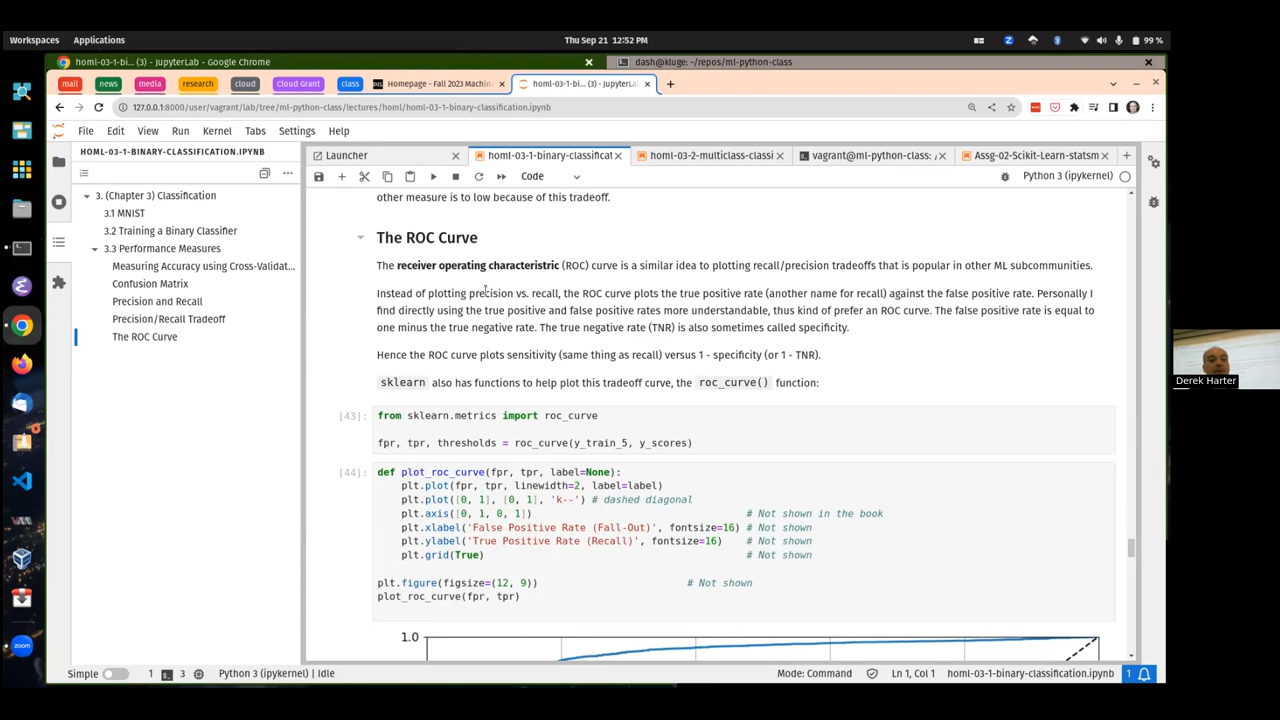 Workspaces Applications Thu Sep 21 12:52 PM 99 %
homl-03-1-bi... (3) - JupyterLab - Google Chrome dash@kluge: ~/repos/ml-python-class
mail news media research cloud Cloud Grant class Homepage - Fall 2023 Machin homl-03-1-bi... (3) - JupyterL
127.0.0.1:8000/user/vagrant/lab/tree/ml-python-class/lectures/homl/homl-03-1-binary-classification.ipynb
File Edit View Run Kernel Tabs Settings Help
HOML-03-1-BINARY-CLASSIFICATION.IPYNB
Launcher homl-03-1-binary-classificat homl-03-2-multiclass-classi vagrant@ml-python-class: / Assg-02-Scikit-Learn-statsm
Code Python 3 (ipykernel)
3. (Chapter 3) Classification
3.1 MNIST
3.2 Training a Binary Classifier
3.3 Performance Measures
Measuring Accuracy using Cross-Validat...
Confusion Matrix
Precision and Recall
Precision/Recall Tradeoff
The ROC Curve
other measure is to low because of this tradeoff.
The ROC Curve
The receiver operating characteristic (ROC) curve is a similar idea to plotting recall/precision tradeoffs that is popular in other ML subcommunities.
Instead of plotting precision vs. recall, the ROC curve plots the true positive rate (another name for recall) against the false positive rate. Personally I
find directly using the true positive and false positive rates more understandable, thus kind of prefer an ROC curve. The false positive rate is equal to
one minus the true negative rate. The true negative rate (TNR) is also sometimes called specificity.
Hence the ROC curve plots sensitivity (same thing as recall) versus 1 - specificity (or 1 - TNR).
sklearn also has functions to help plot this tradeoff curve, the roc_curve() function:
[43]: from sklearn.metrics import roc_curve
fpr, tpr, thresholds = roc_curve(y_train_5, y_scores)
[44]: def plot_roc_curve(fpr, tpr, label=None):
plt.plot(fpr, tpr, linewidth=2, label=label)
plt.plot([0, 1], [0, 1], 'k--') # dashed diagonal
plt.axis([0, 1, 0, 1]) # Not shown in the book
plt.xlabel('False Positive Rate (Fall-Out)', fontsize=16) # Not shown
plt.ylabel('True Positive Rate (Recall)', fontsize=16) # Not shown
plt.grid(True) # Not shown
plt.figure(figsize=(12, 9)) # Not shown
plot_roc_curve(fpr, tpr)
1.0
Derek Harter
zoom
Simple 1 3 Python 3 (ipykernel) | Idle Mode: Command Ln 1, Col 1 homl-03-1-binary-classification.ipynb 1